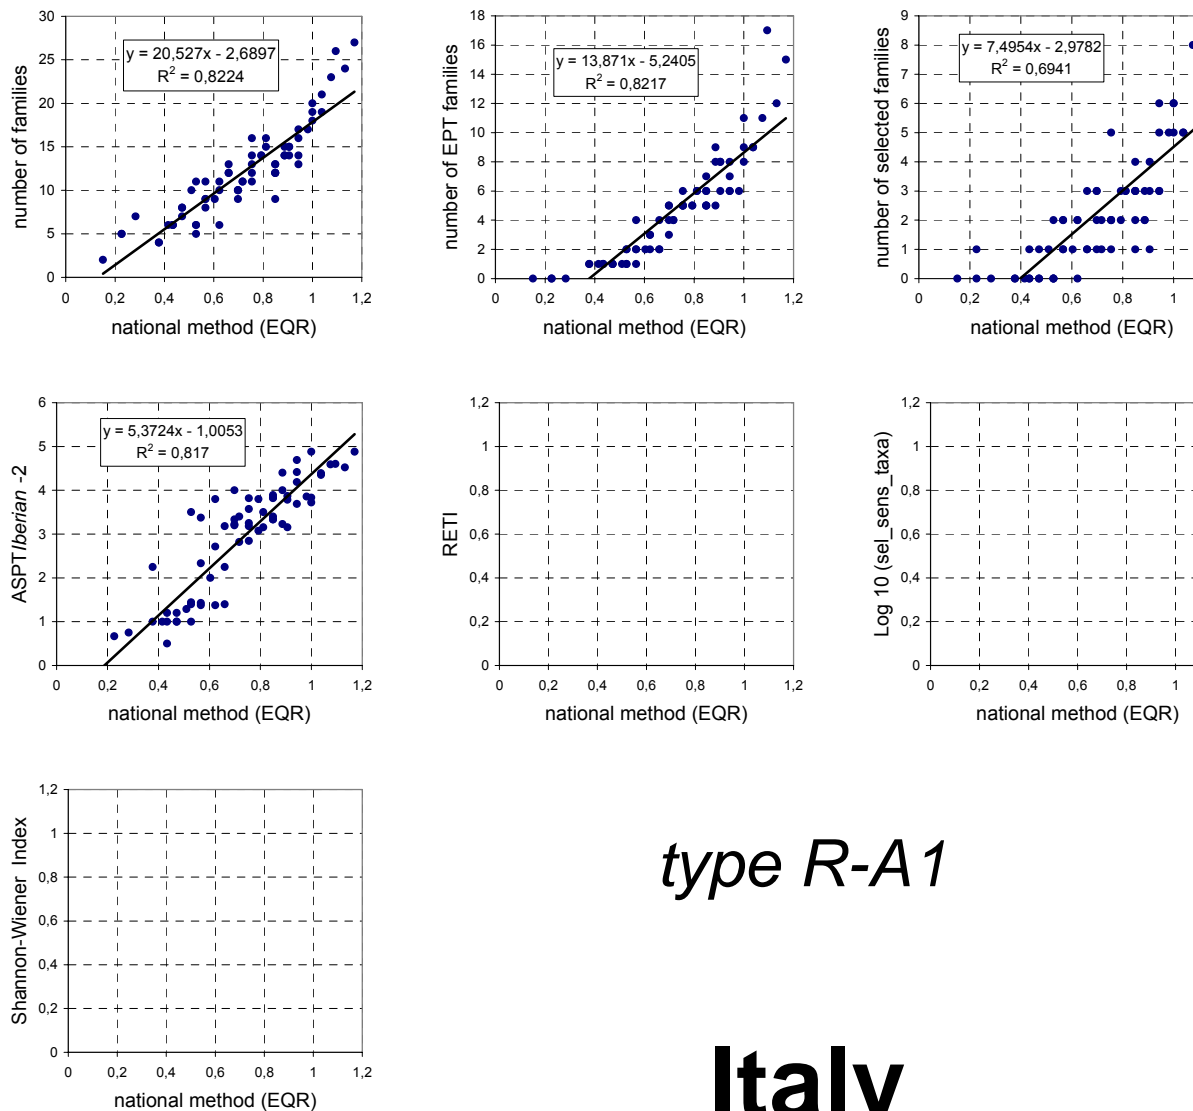 30
25
20
15
10
5
0
0 0,2 0,4 0,6 0,8 1 1,2
number of families
national method (EQR)
y = 20,527x - 2,6897
R² = 0,8224
18
16
14
12
10
8
6
4
2
0
0 0,2 0,4 0,6 0,8 1 1,2
number of EPT families
national method (EQR)
y = 13,871x - 5,2405
R² = 0,8217
9
8
7
6
5
4
3
2
1
0
0 0,2 0,4 0,6 0,8 1
number of selected families
national method (EQR)
y = 7,4954x - 2,9782
R² = 0,6941
6
5
4
3
2
1
0
0 0,2 0,4 0,6 0,8 1 1,2
ASPT Iberian -2
national method (EQR)
y = 5,3724x - 1,0053
R² = 0,817
1,2
1
0,8
0,6
0,4
0,2
0
0 0,2 0,4 0,6 0,8 1 1,2
RETI
national method (EQR)
1,2
1
0,8
0,6
0,4
0,2
0
0 0,2 0,4 0,6 0,8 1
Log 10 (sel_sens_taxa)
national method (EQR)
1,2
1
0,8
0,6
0,4
0,2
0
0 0,2 0,4 0,6 0,8 1 1,2
Shannon-Wiener Index
national method (EQR)
type R-A1
Italy